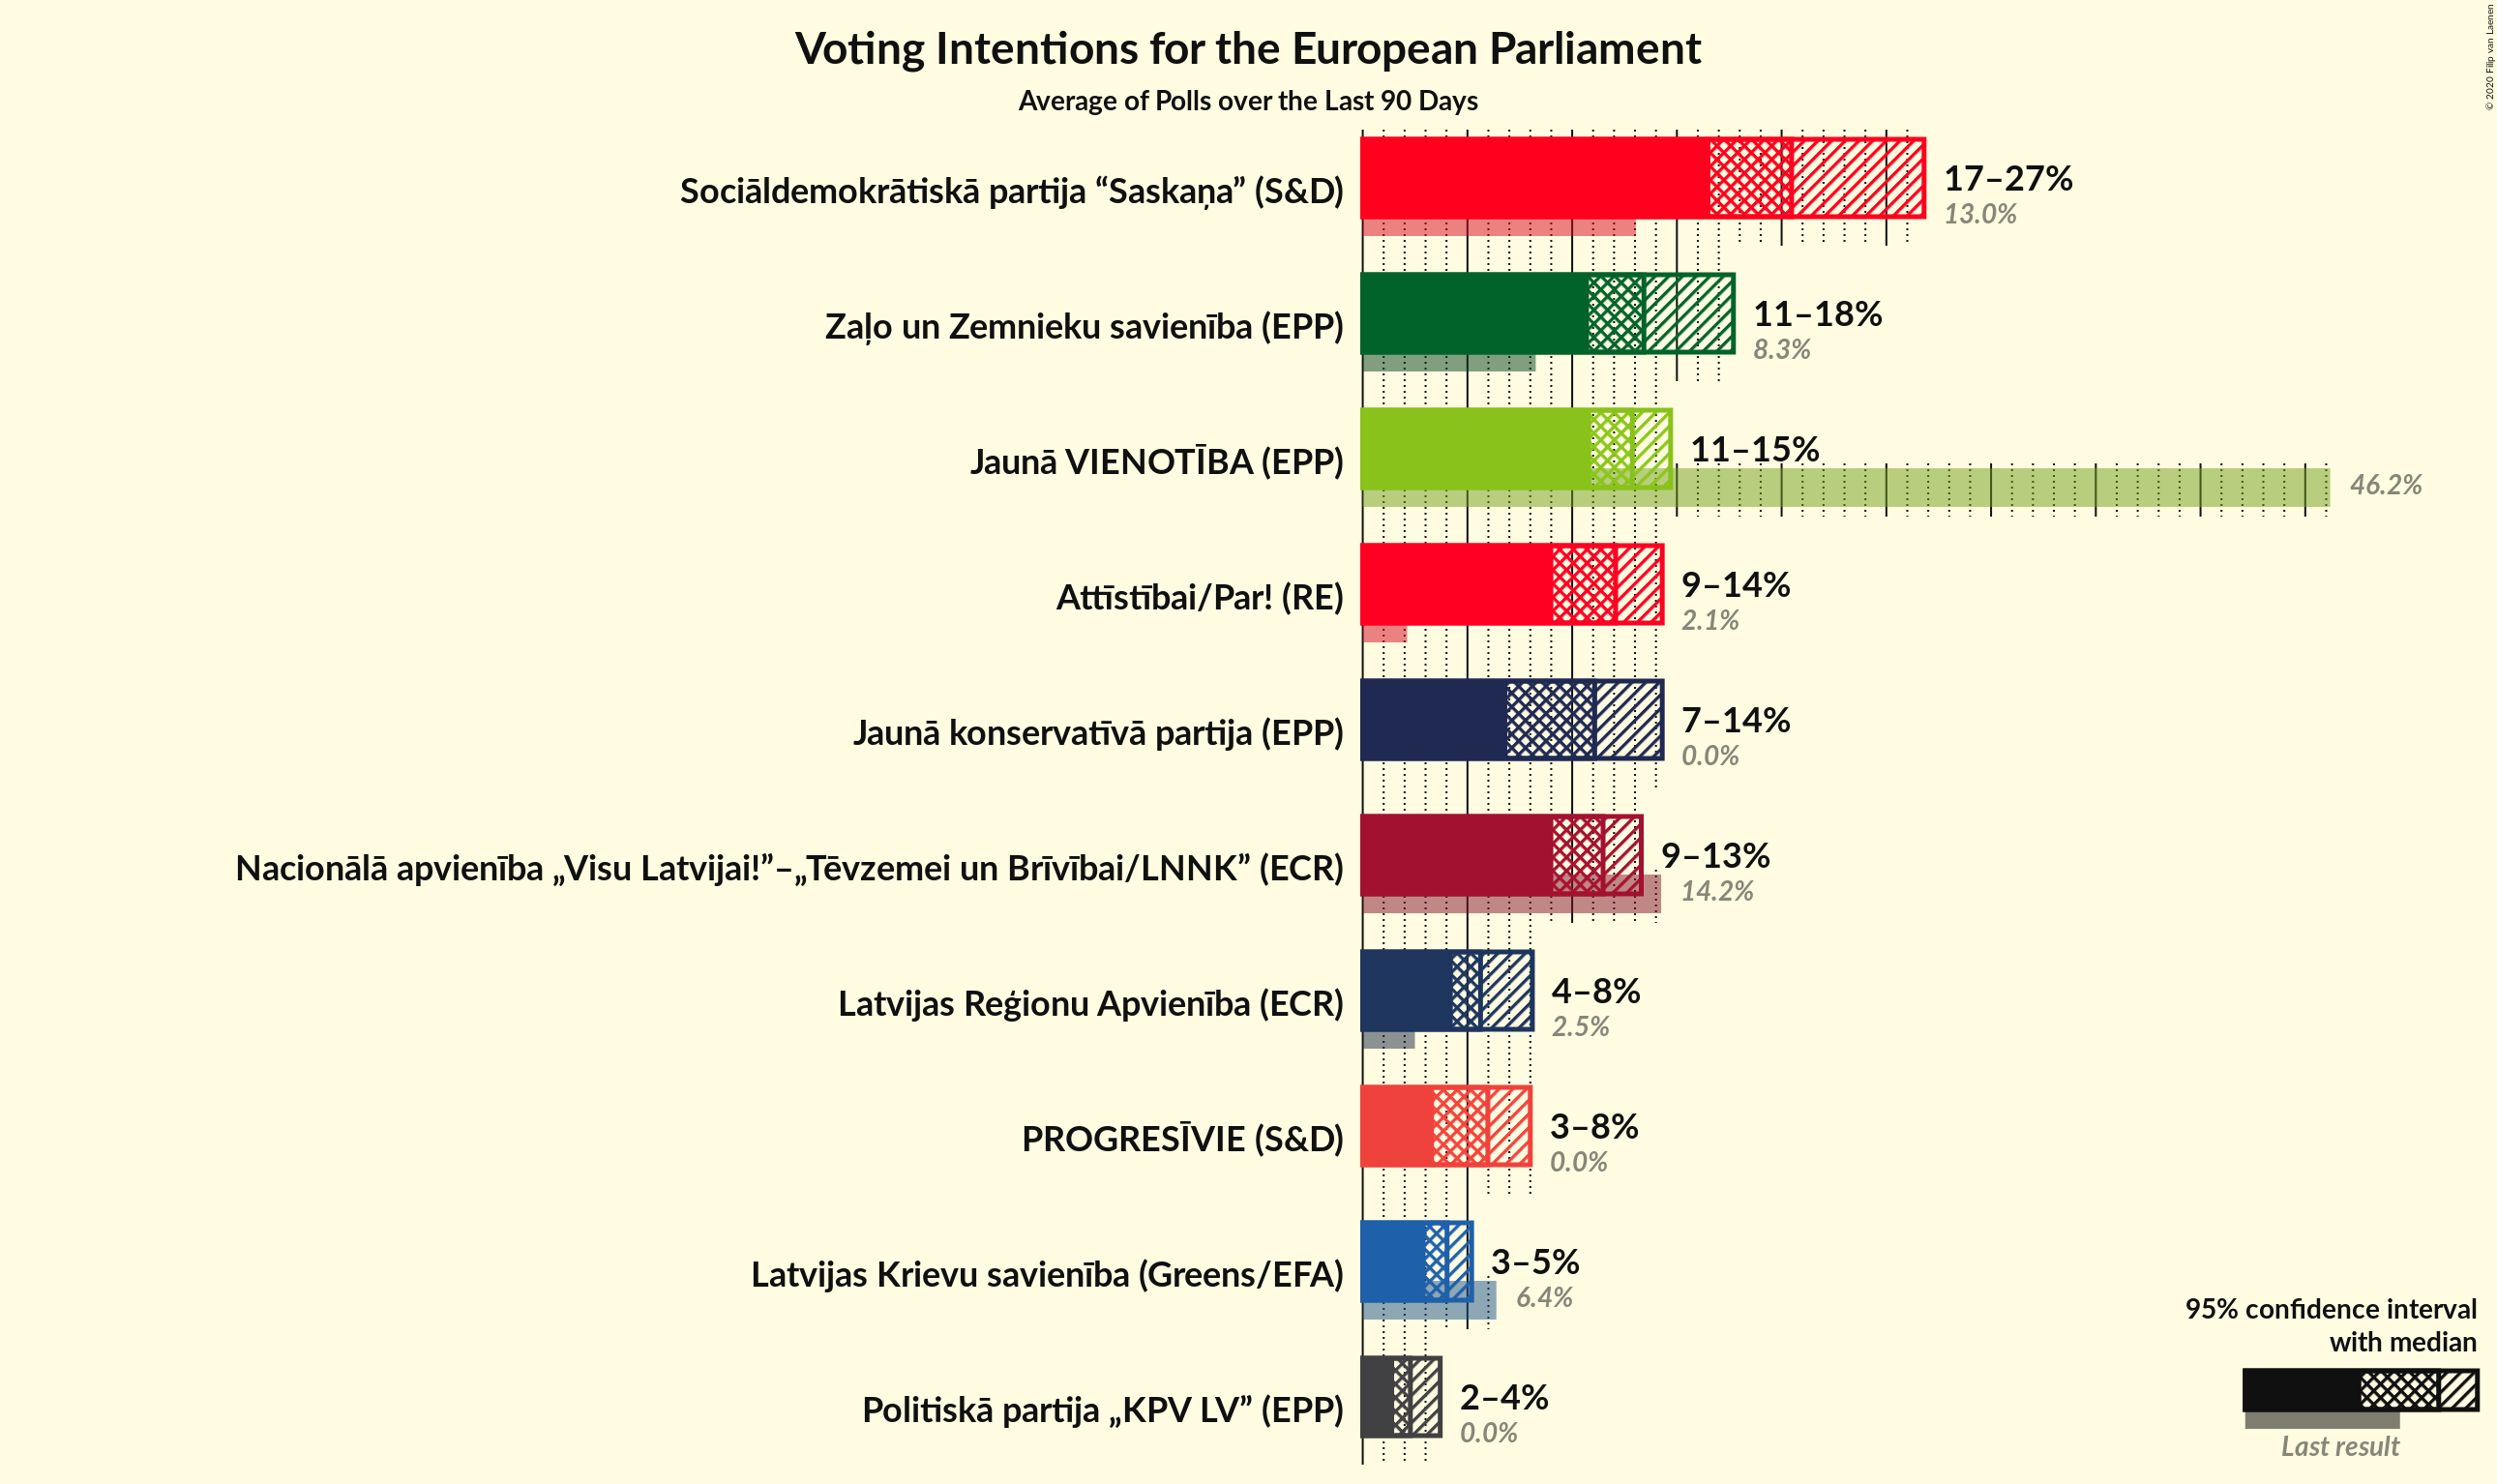 Voting Intentions for the European Parliament
Average of Polls over the Last 90 Days
© 2020 Filip van Laenen
Sociāldemokrātiskā partija “Saskaņa” (S&D)
17–27%
13.0%
Zaļo un Zemnieku savienība (EPP)
11–18%
8.3%
Jaunā VIENOTĪBA (EPP)
11–15%
46.2%
Attīstībai/Par! (RE)
9–14%
2.1%
Jaunā konservatīvā partija (EPP)
7–14%
0.0%
Nacionālā apvienība „Visu Latvijai!”–„Tēvzemei un Brīvībai/LNNK” (ECR)
9–13%
14.2%
Latvijas Reģionu Apvienība (ECR)
4–8%
2.5%
PROGRESĪVIE (S&D)
3–8%
0.0%
Latvijas Krievu savienība (Greens/EFA)
3–5%
6.4%
Politiskā partija „KPV LV” (EPP)
2–4%
0.0%
95% confidence interval
with median
Last result